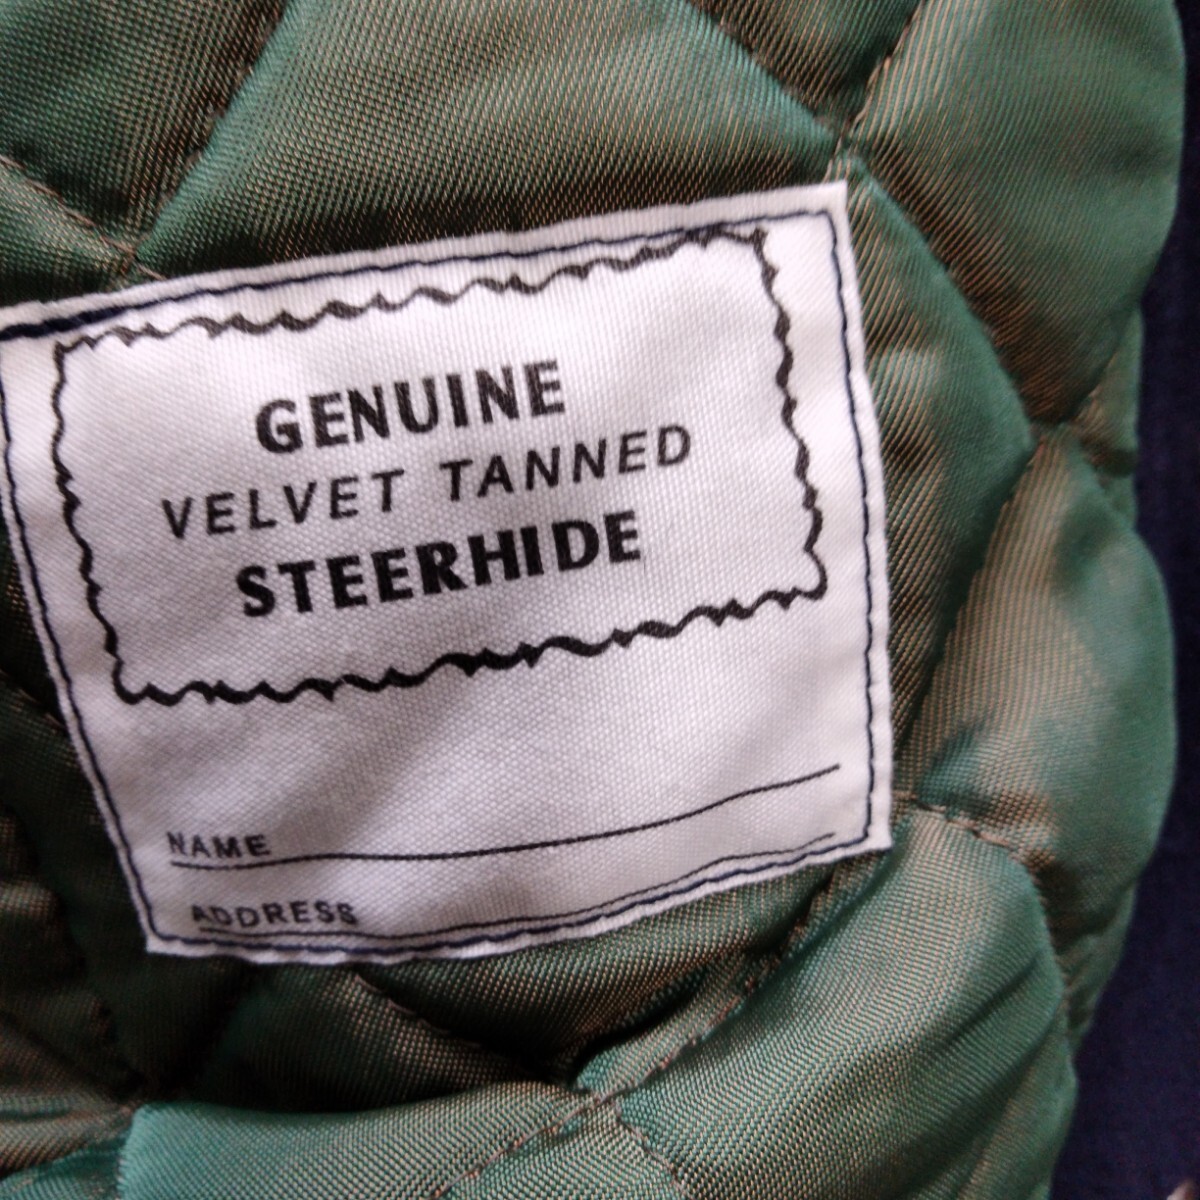 GENUINE
VELVET TANNED
STEERHIDE
NAME
ADDRESS